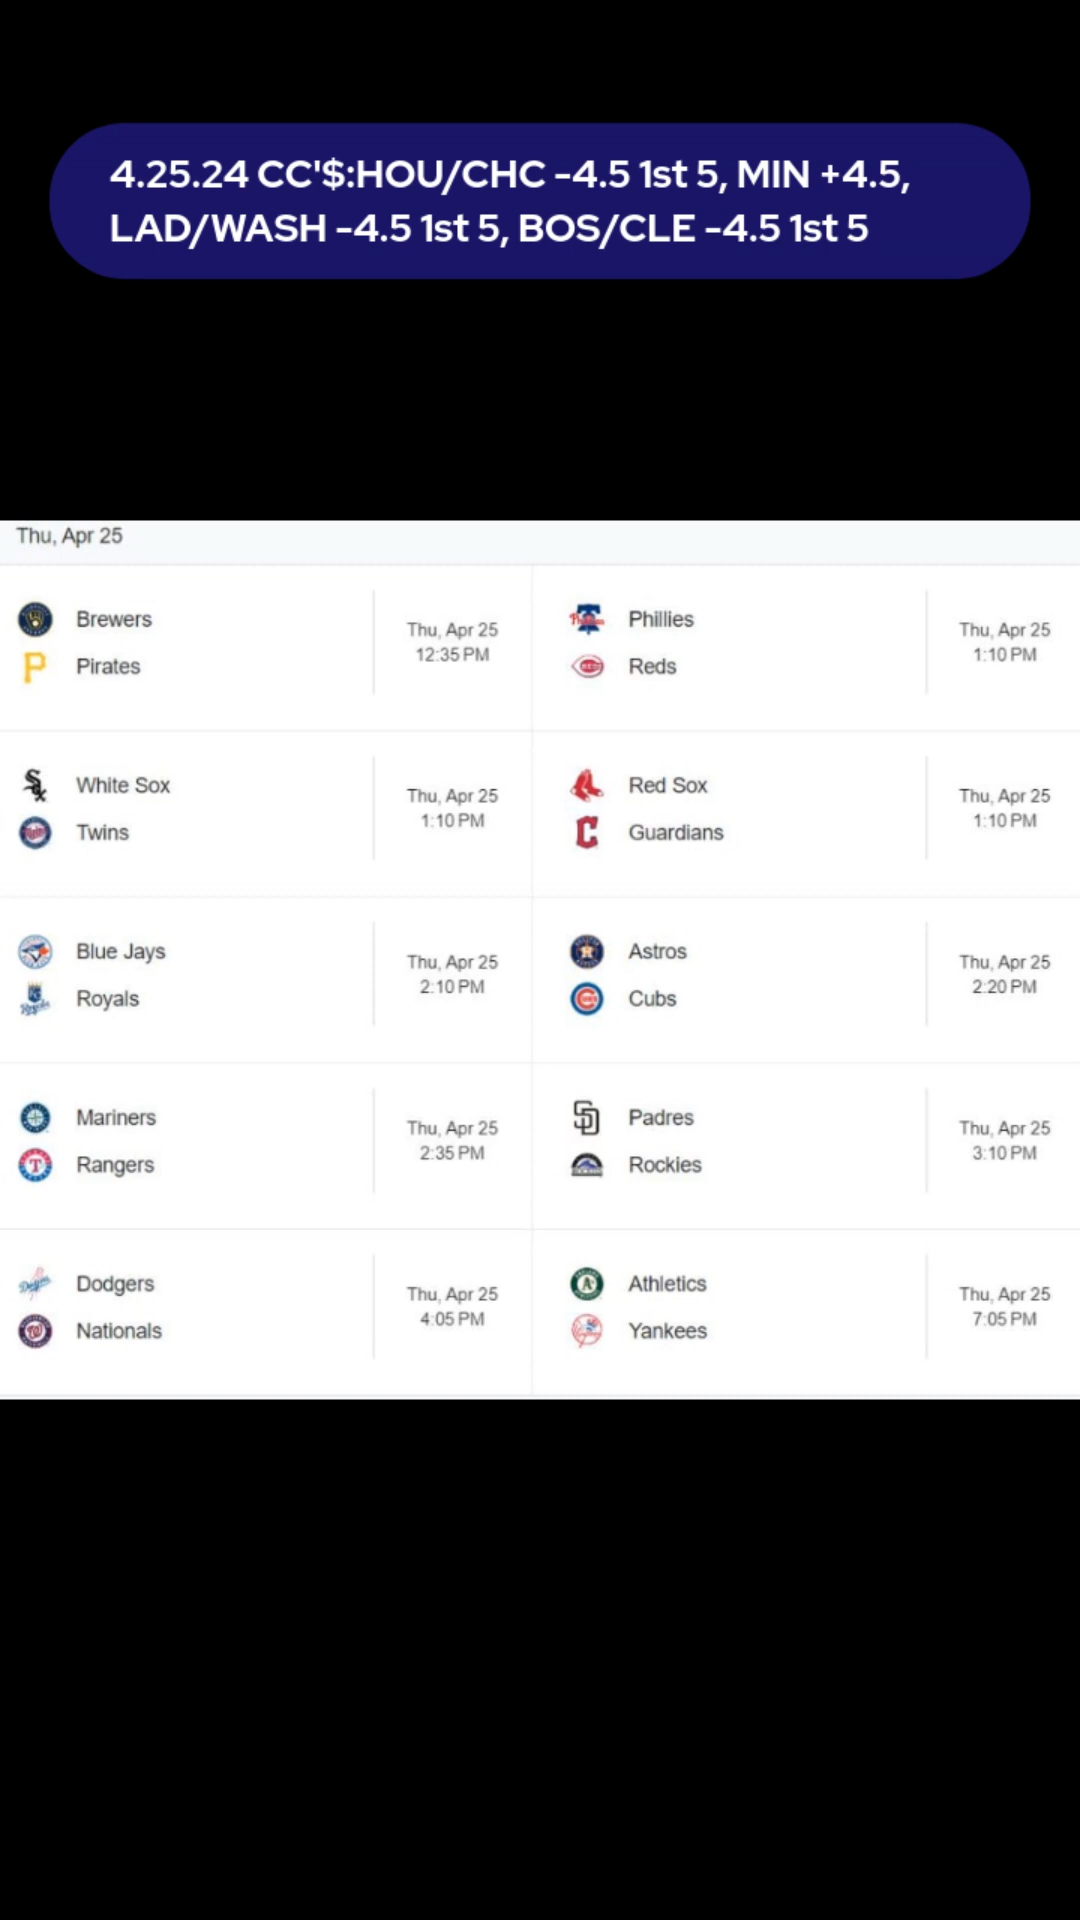 4.25.24 CC'$:HOU/CHC -4.5 1st 5, MIN +4.5,
LAD/WASH -4.5 1st 5, BOS/CLE -4.5 1st 5
Thu, Apr 25
Brewers
Pirates
Thu, Apr 25
12:35 PM
Phillies
Reds
Thu, Apr 25
1:10 PM
White Sox
Twins
Thu, Apr 25
1:10 PM
Red Sox
Guardians
Thu, Apr 25
1:10 PM
Blue Jays
Royals
Thu, Apr 25
2:10 PM
Astros
Cubs
Thu, Apr 25
2:20 PM
Mariners
Rangers
Thu, Apr 25
2:35 PM
Padres
Rockies
Thu, Apr 25
3:10 PM
Dodgers
Nationals
Thu, Apr 25
4:05 PM
Athletics
Yankees
Thu, Apr 25
7:05 PM